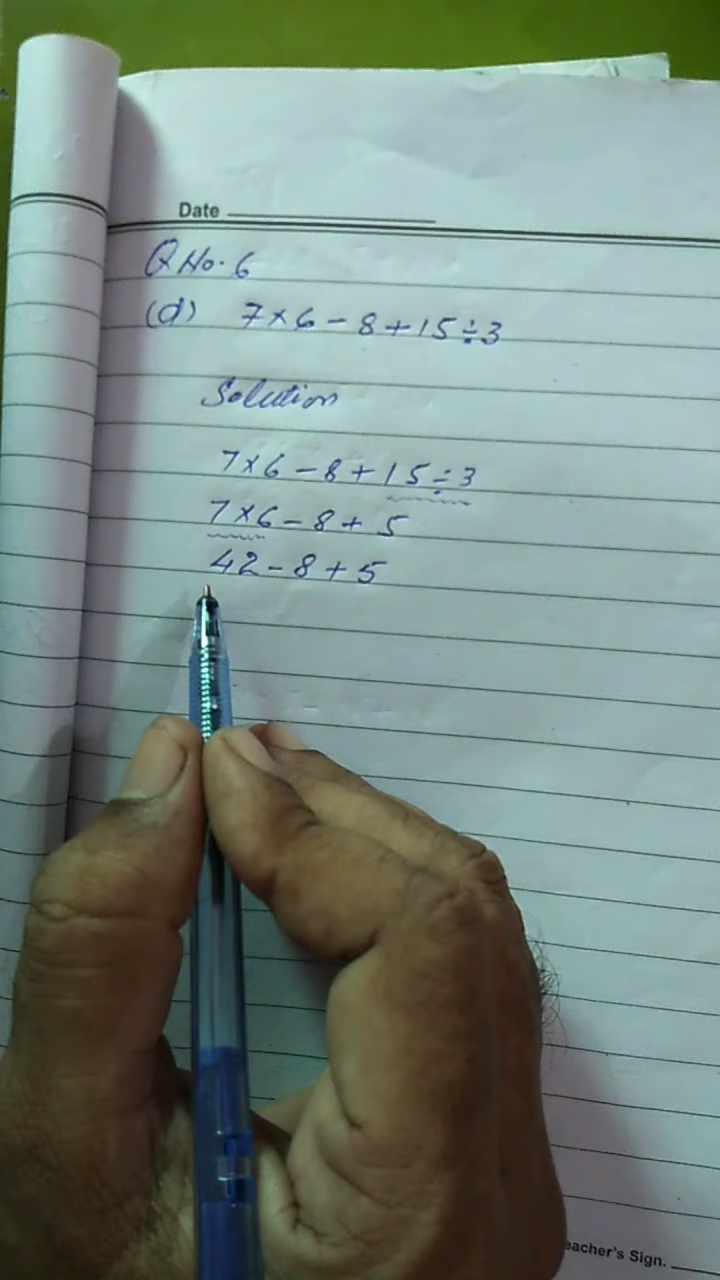 Date
Q No. 6
(d) 7×6-8+15÷3
Solution
7×6-8+15÷3
7×6-8+5
42-8+5
eacher's Sign.